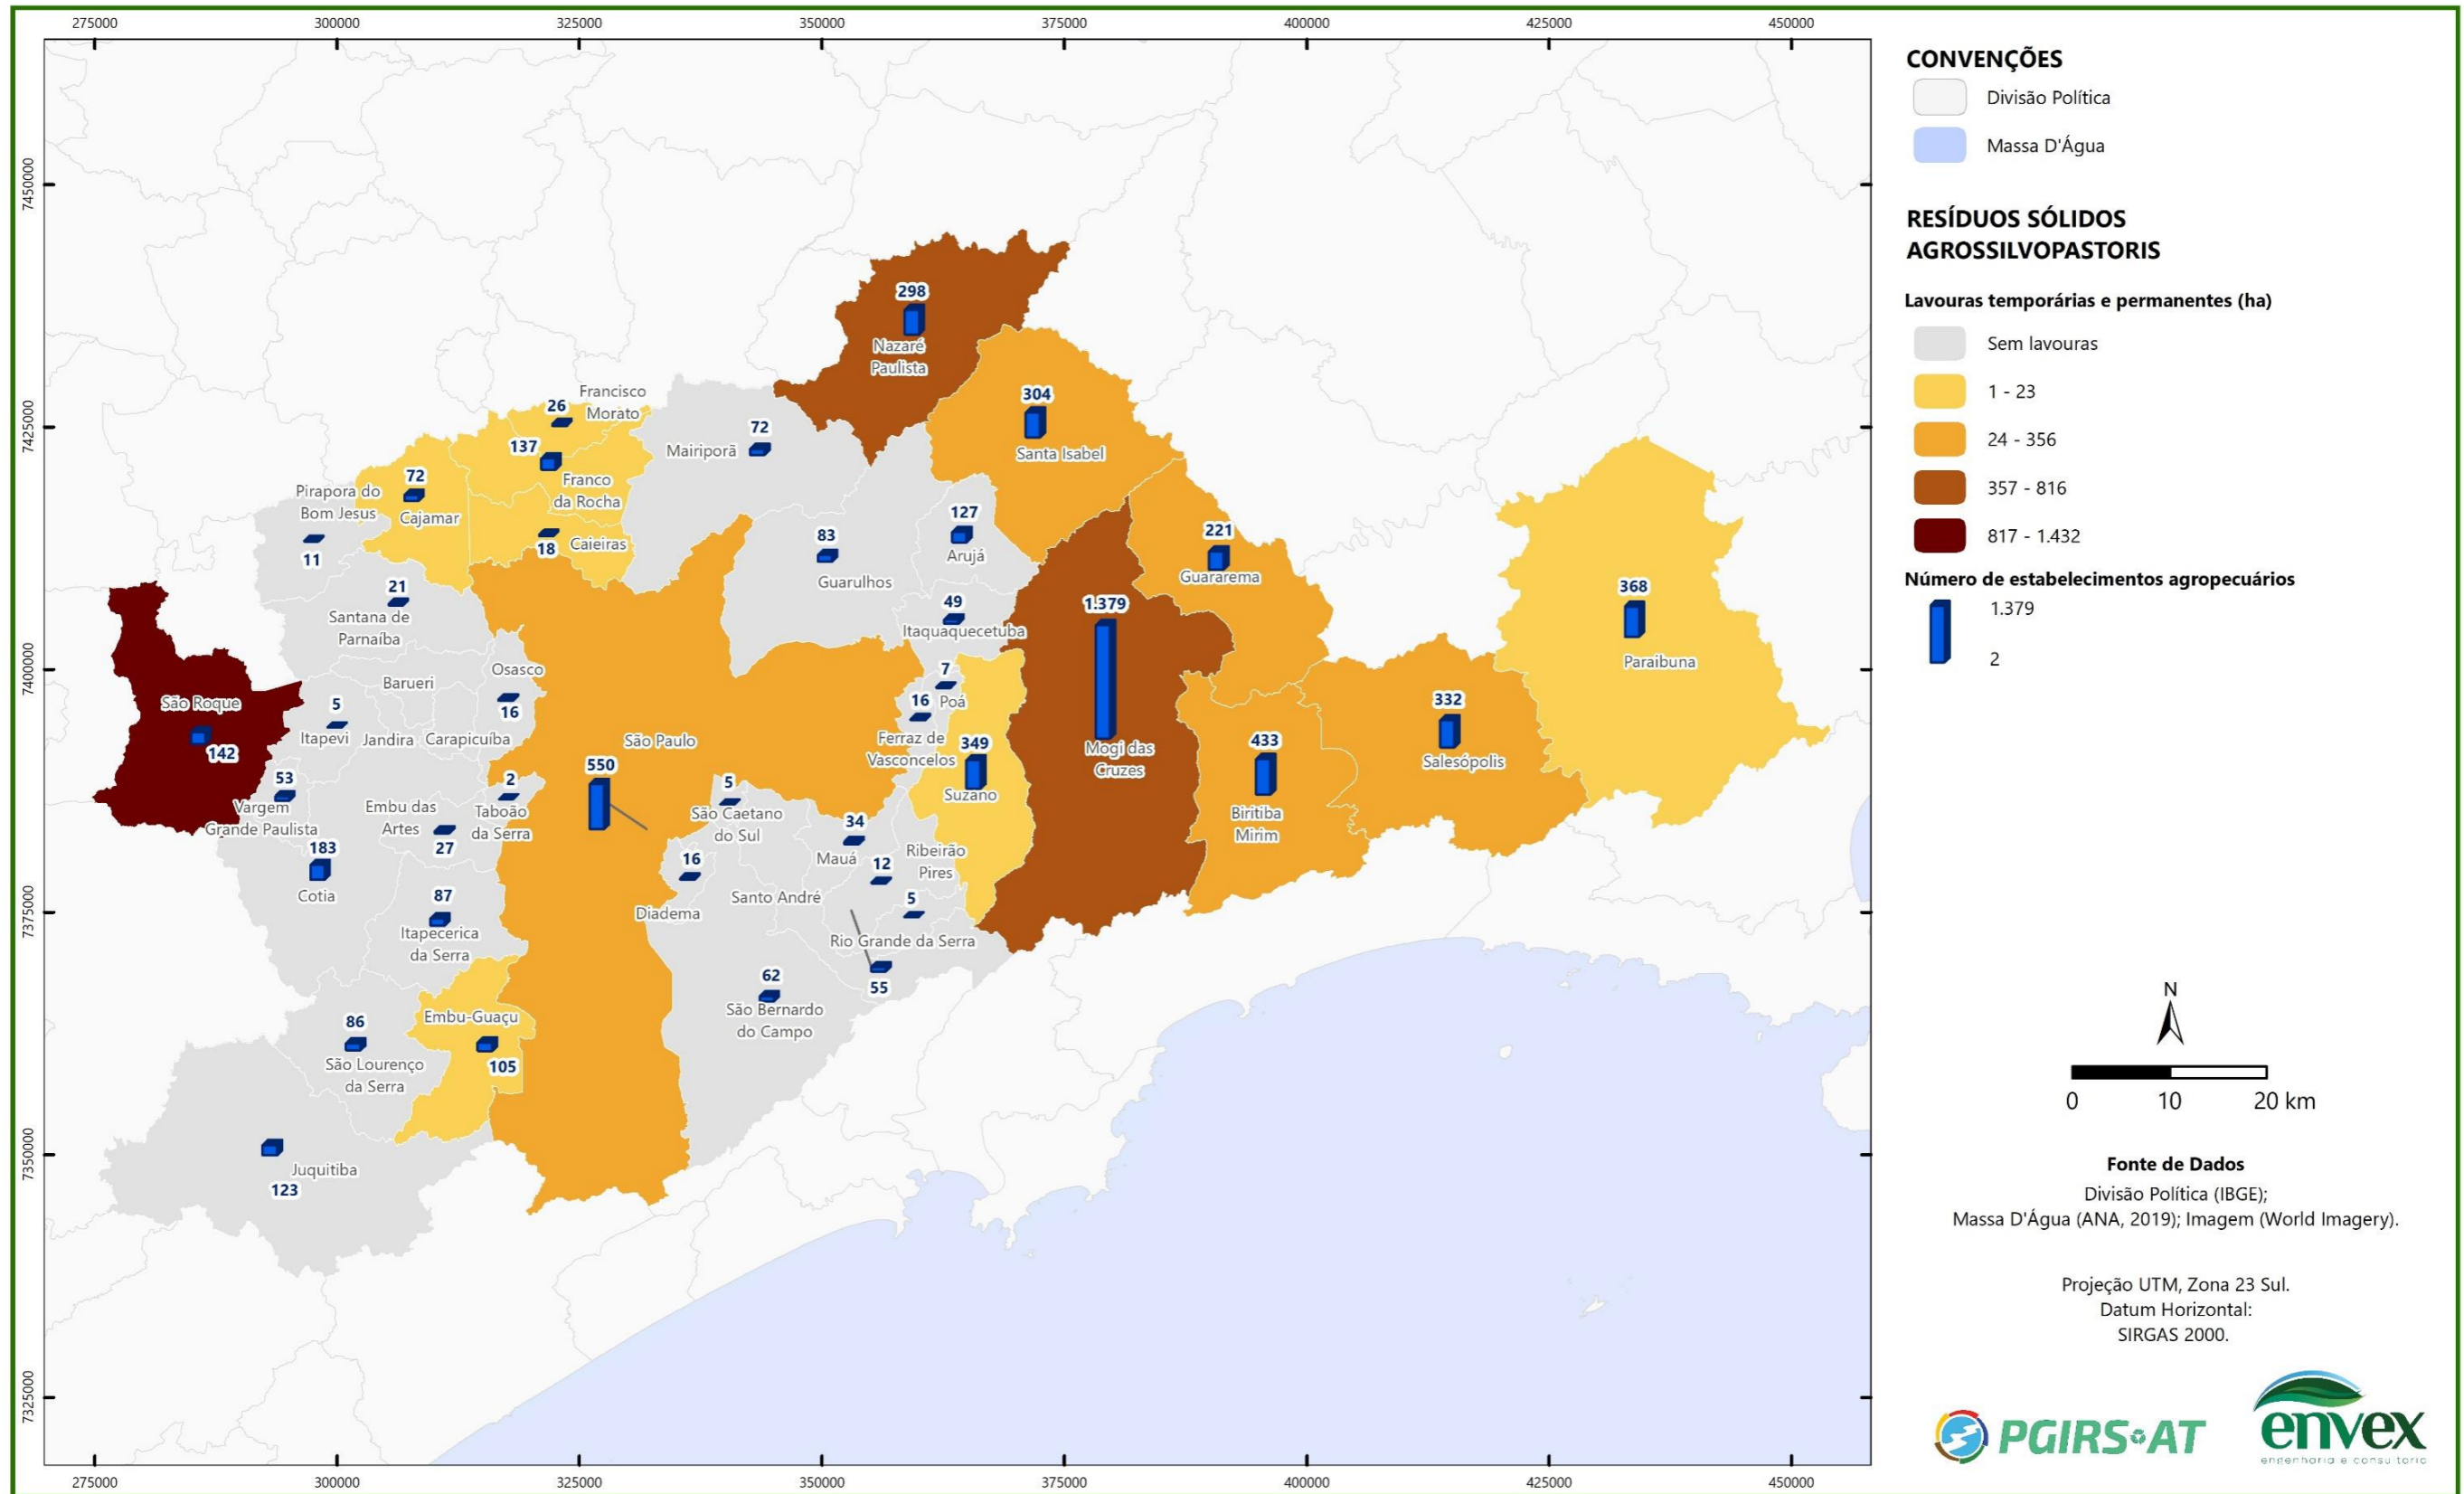 275000
300000
325000
350000
375000
400000
425000
450000
7450000
7425000
7400000
7375000
7350000
7325000
298
Nazaré
Paulista
304
Santa Isabel
Francisco
Morato
26
137
Franco
da Rocha
72
Mairiporã
72
Cajamar
Pirapora do
Bom Jesus
11
18
Caieiras
83
Guarulhos
127
Arujá
221
Guararema
21
Santana de
Parnaíba
49
Itaquaquecetuba
1.379
Mogi das
Cruzes
368
Paraibuna
Osasco
16
Barueri
São Roque
142
5
Itapevi
Jandira
Carapicuíba
7
Poá
16
Ferraz de
Vasconcelos
349
Suzano
433
Biritiba
Mirim
332
Salesópolis
São Paulo
550
53
Vargem
Grande Paulista
Embu das
Artes
27
2
Taboão
da Serra
5
São Caetano
do Sul
34
Mauá
12
Ribeirão
Pires
183
Cotia
16
Diadema
Santo André
87
Itapecerica
da Serra
5
Rio Grande da Serra
55
62
São Bernardo
do Campo
86
São Lourenço
da Serra
Embu-Guaçu
105
Juquitiba
123
275000
300000
325000
350000
375000
400000
425000
450000
CONVENÇÕES
Divisão Política
Massa D'Água
RESÍDUOS SÓLIDOS
AGROSSILVOPASTORIS
Lavouras temporárias e permanentes (ha)
Sem lavouras
1 - 23
24 - 356
357 - 816
817 - 1.432
Número de estabelecimentos agropecuários
1.379
2
N
0 10 20 km
Fonte de Dados
Divisão Política (IBGE);
Massa D'Água (ANA, 2019); Imagem (World Imagery).
Projeção UTM, Zona 23 Sul.
Datum Horizontal:
SIRGAS 2000.
PGIRS AT
envex
engenharia e consultoria